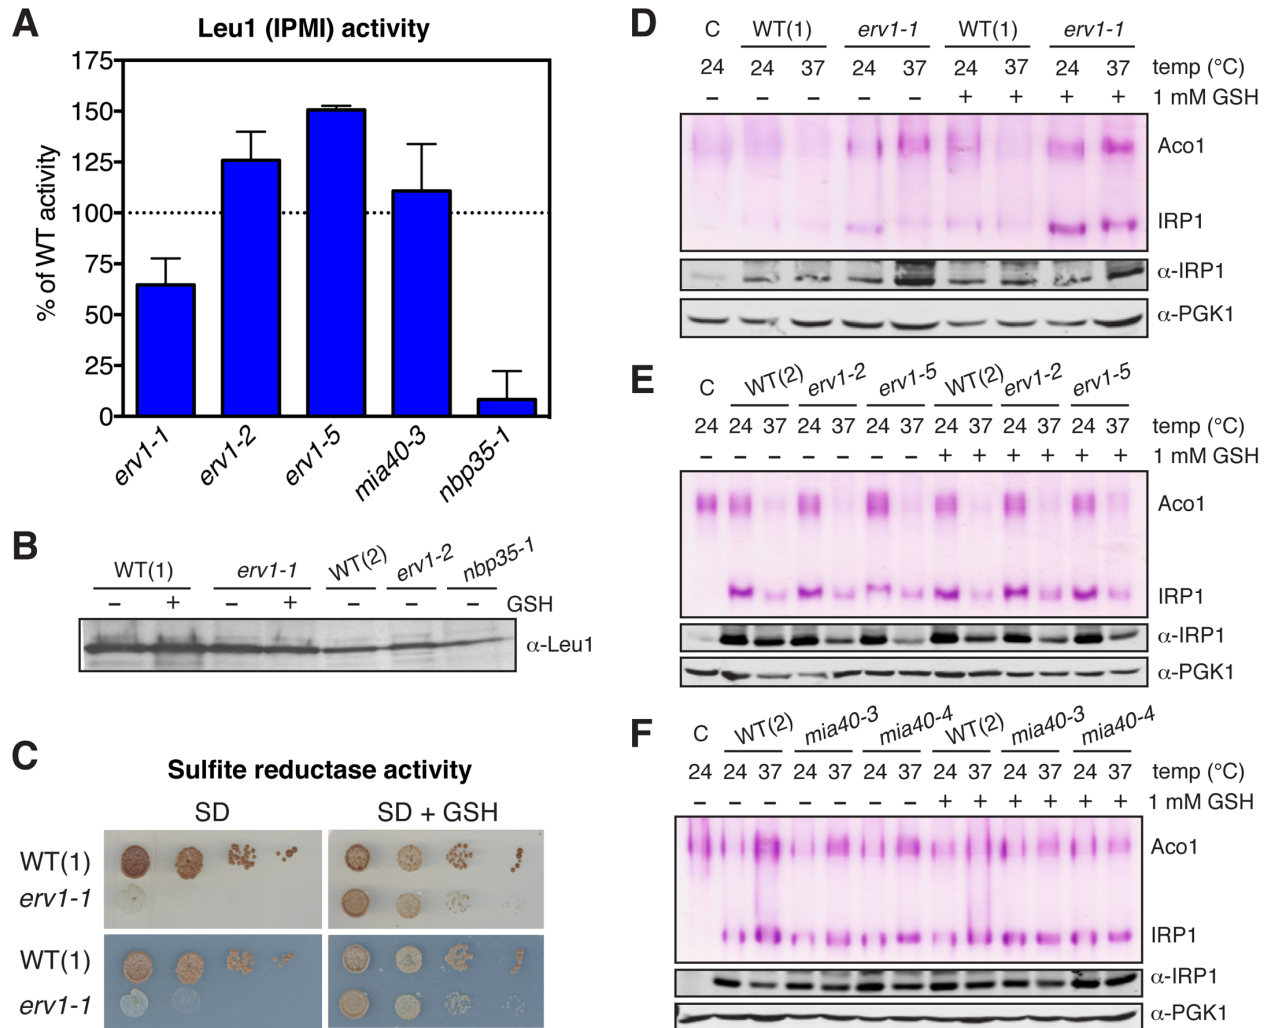 A
Leu1 (IPMI) activity
% of WT activity
175
150
125
100
75
50
25
0
erv1-1
erv1-2
erv1-5
mia40-3
nbp35-1
B
WT(1) erv1-1 WT(2) erv1-2 nbp35-1
– + – + – – – GSH
α-Leu1
C
Sulfite reductase activity
SD SD + GSH
WT(1)
erv1-1
WT(1)
erv1-1
D
C WT(1) erv1-1 WT(1) erv1-1
24 24 37 24 37 24 37 24 37 temp (°C)
– – – – – + + + + 1 mM GSH
Aco1
IRP1
α-IRP1
α-PGK1
E
C WT(2) erv1-2 erv1-5 WT(2) erv1-2 erv1-5
24 24 37 24 37 24 37 24 37 24 37 24 37 temp (°C)
– – – – – – – + + + + + + 1 mM GSH
Aco1
IRP1
α-IRP1
α-PGK1
F
C WT(2) mia40-3 mia40-4 WT(2) mia40-3 mia40-4
24 24 37 24 37 24 37 24 37 24 37 24 37 temp (°C)
– – – – – – – + + + + + + 1 mM GSH
Aco1
IRP1
α-IRP1
α-PGK1